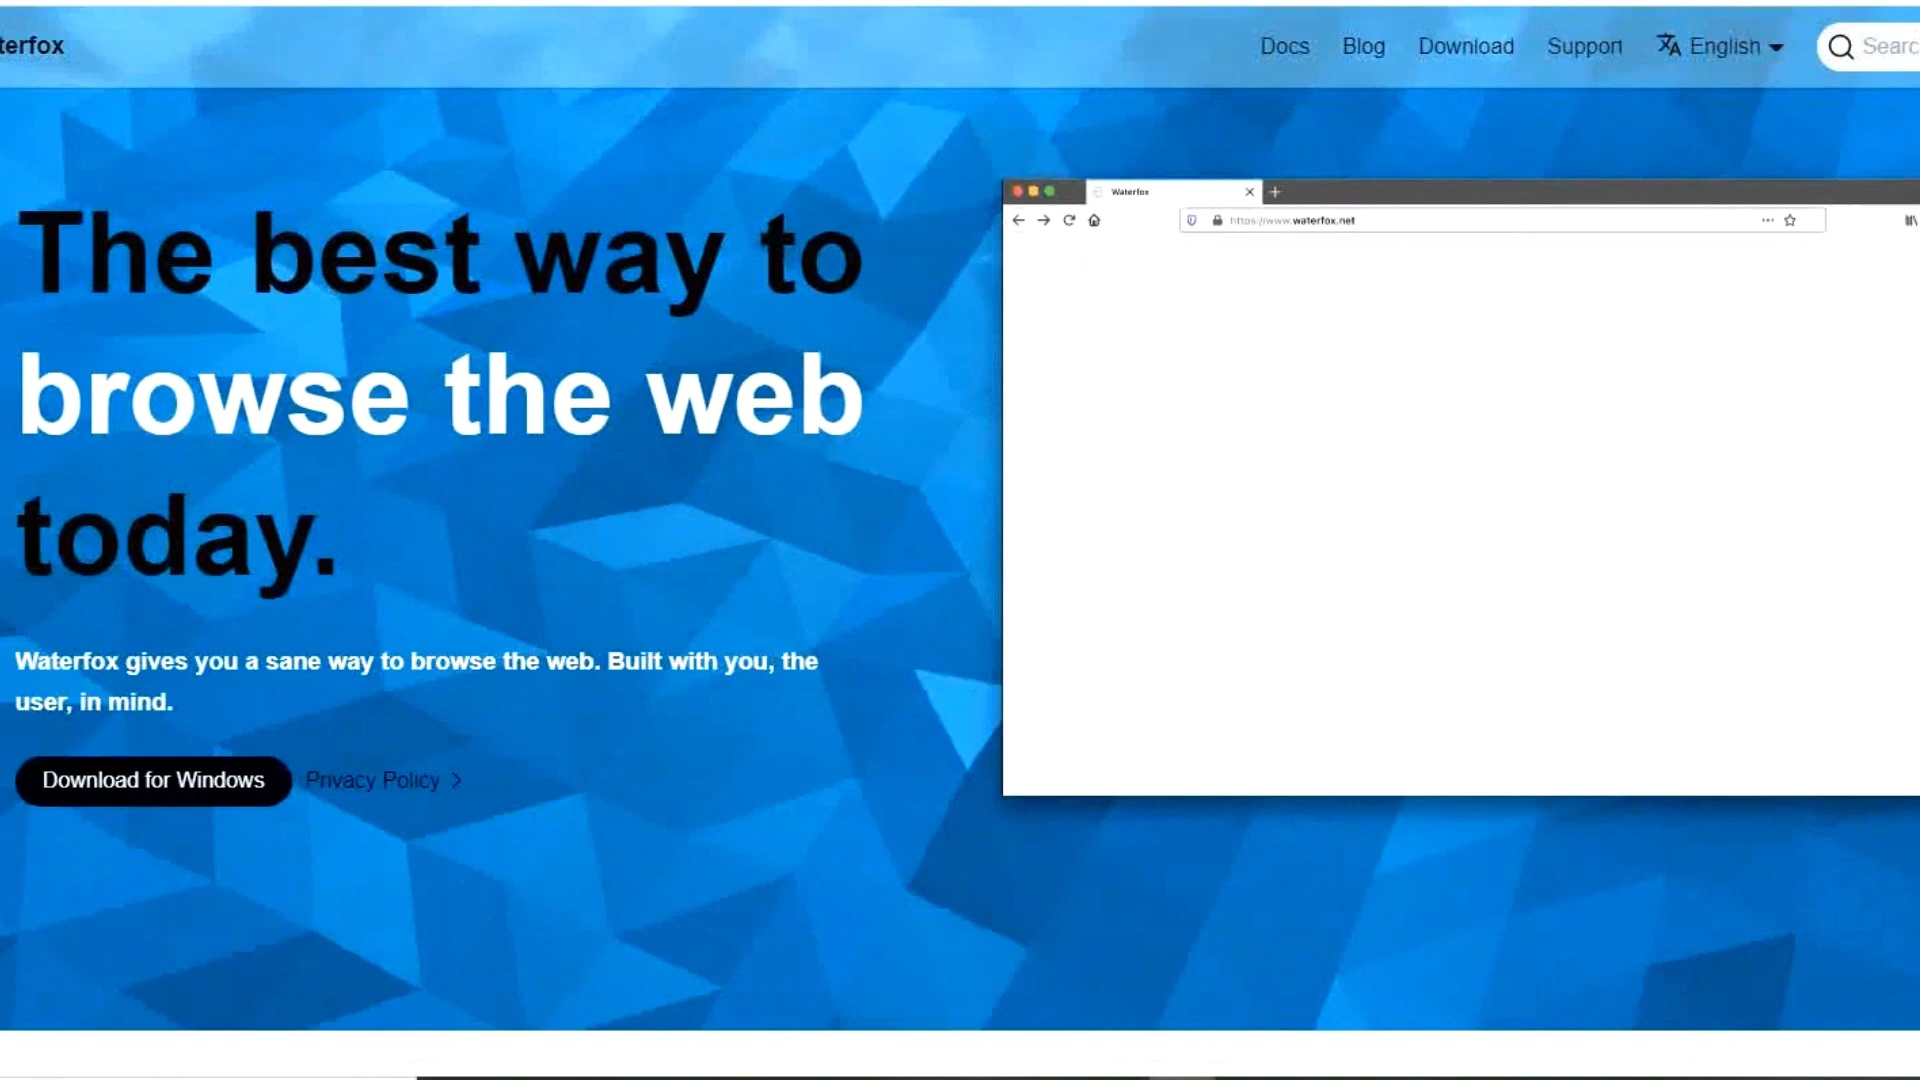 terfox
Docs Blog Download Support English Searc
Waterfox
https://www.waterfox.net
The best way to
browse the web
today.
Waterfox gives you a sane way to browse the web. Built with you, the
user, in mind.
Download for Windows Privacy Policy